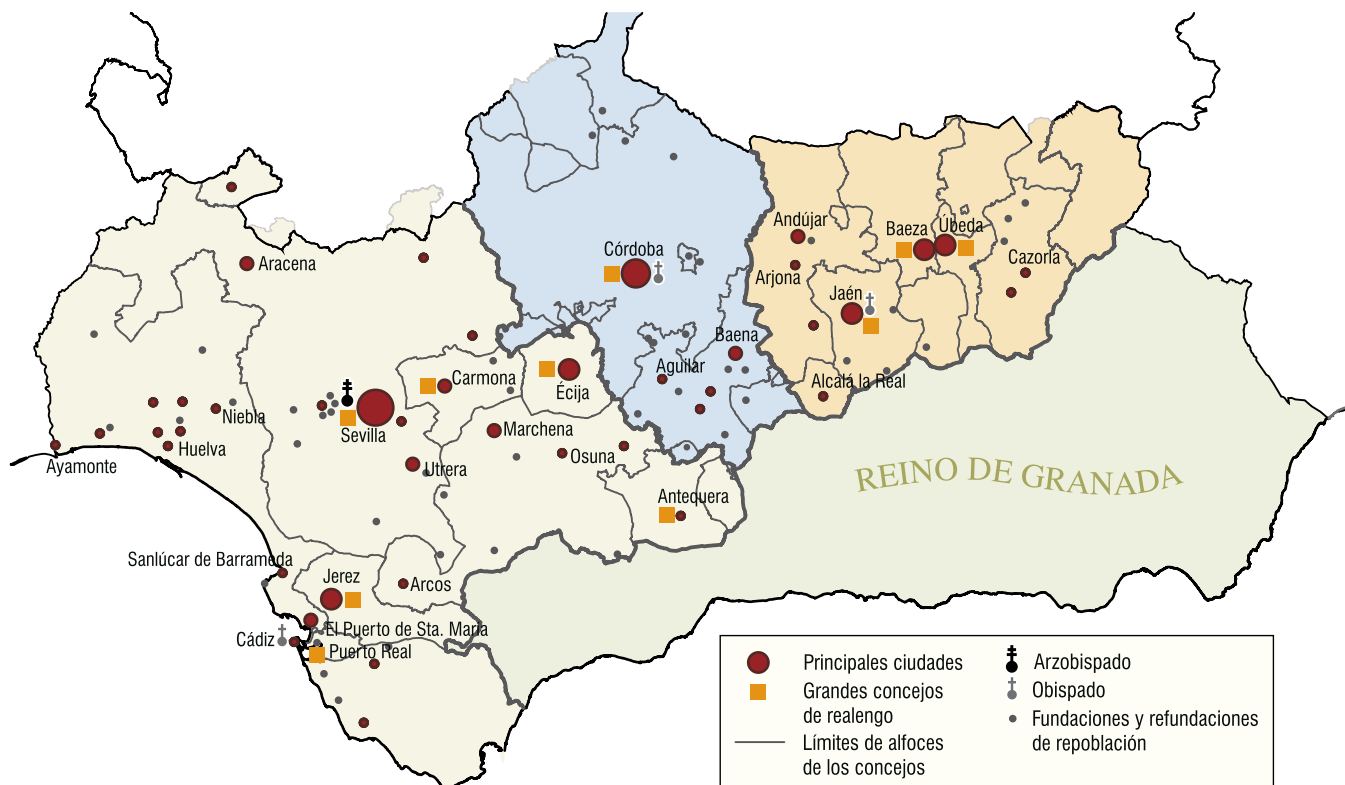 Andújar
Baeza
Úbeda
Córdoba
Cazorla
Aracena
Arjona
Jaén
Baena
Aguilar
Carmona
Écija
Alcalá la Real
Niebla
Sevilla
Marchena
Huelva
Osuna
Ayamonte
Utrera
REINO DE GRANADA
Antequera
Sanlúcar de Barrameda
Jerez
Arcos
El Puerto de Sta. María
Cádiz
Puerto Real
Principales ciudades
Grandes concejos
de realengo
Límites de alfoces
de los concejos
Arzobispado
Obispado
Fundaciones y refundaciones
de repoblación